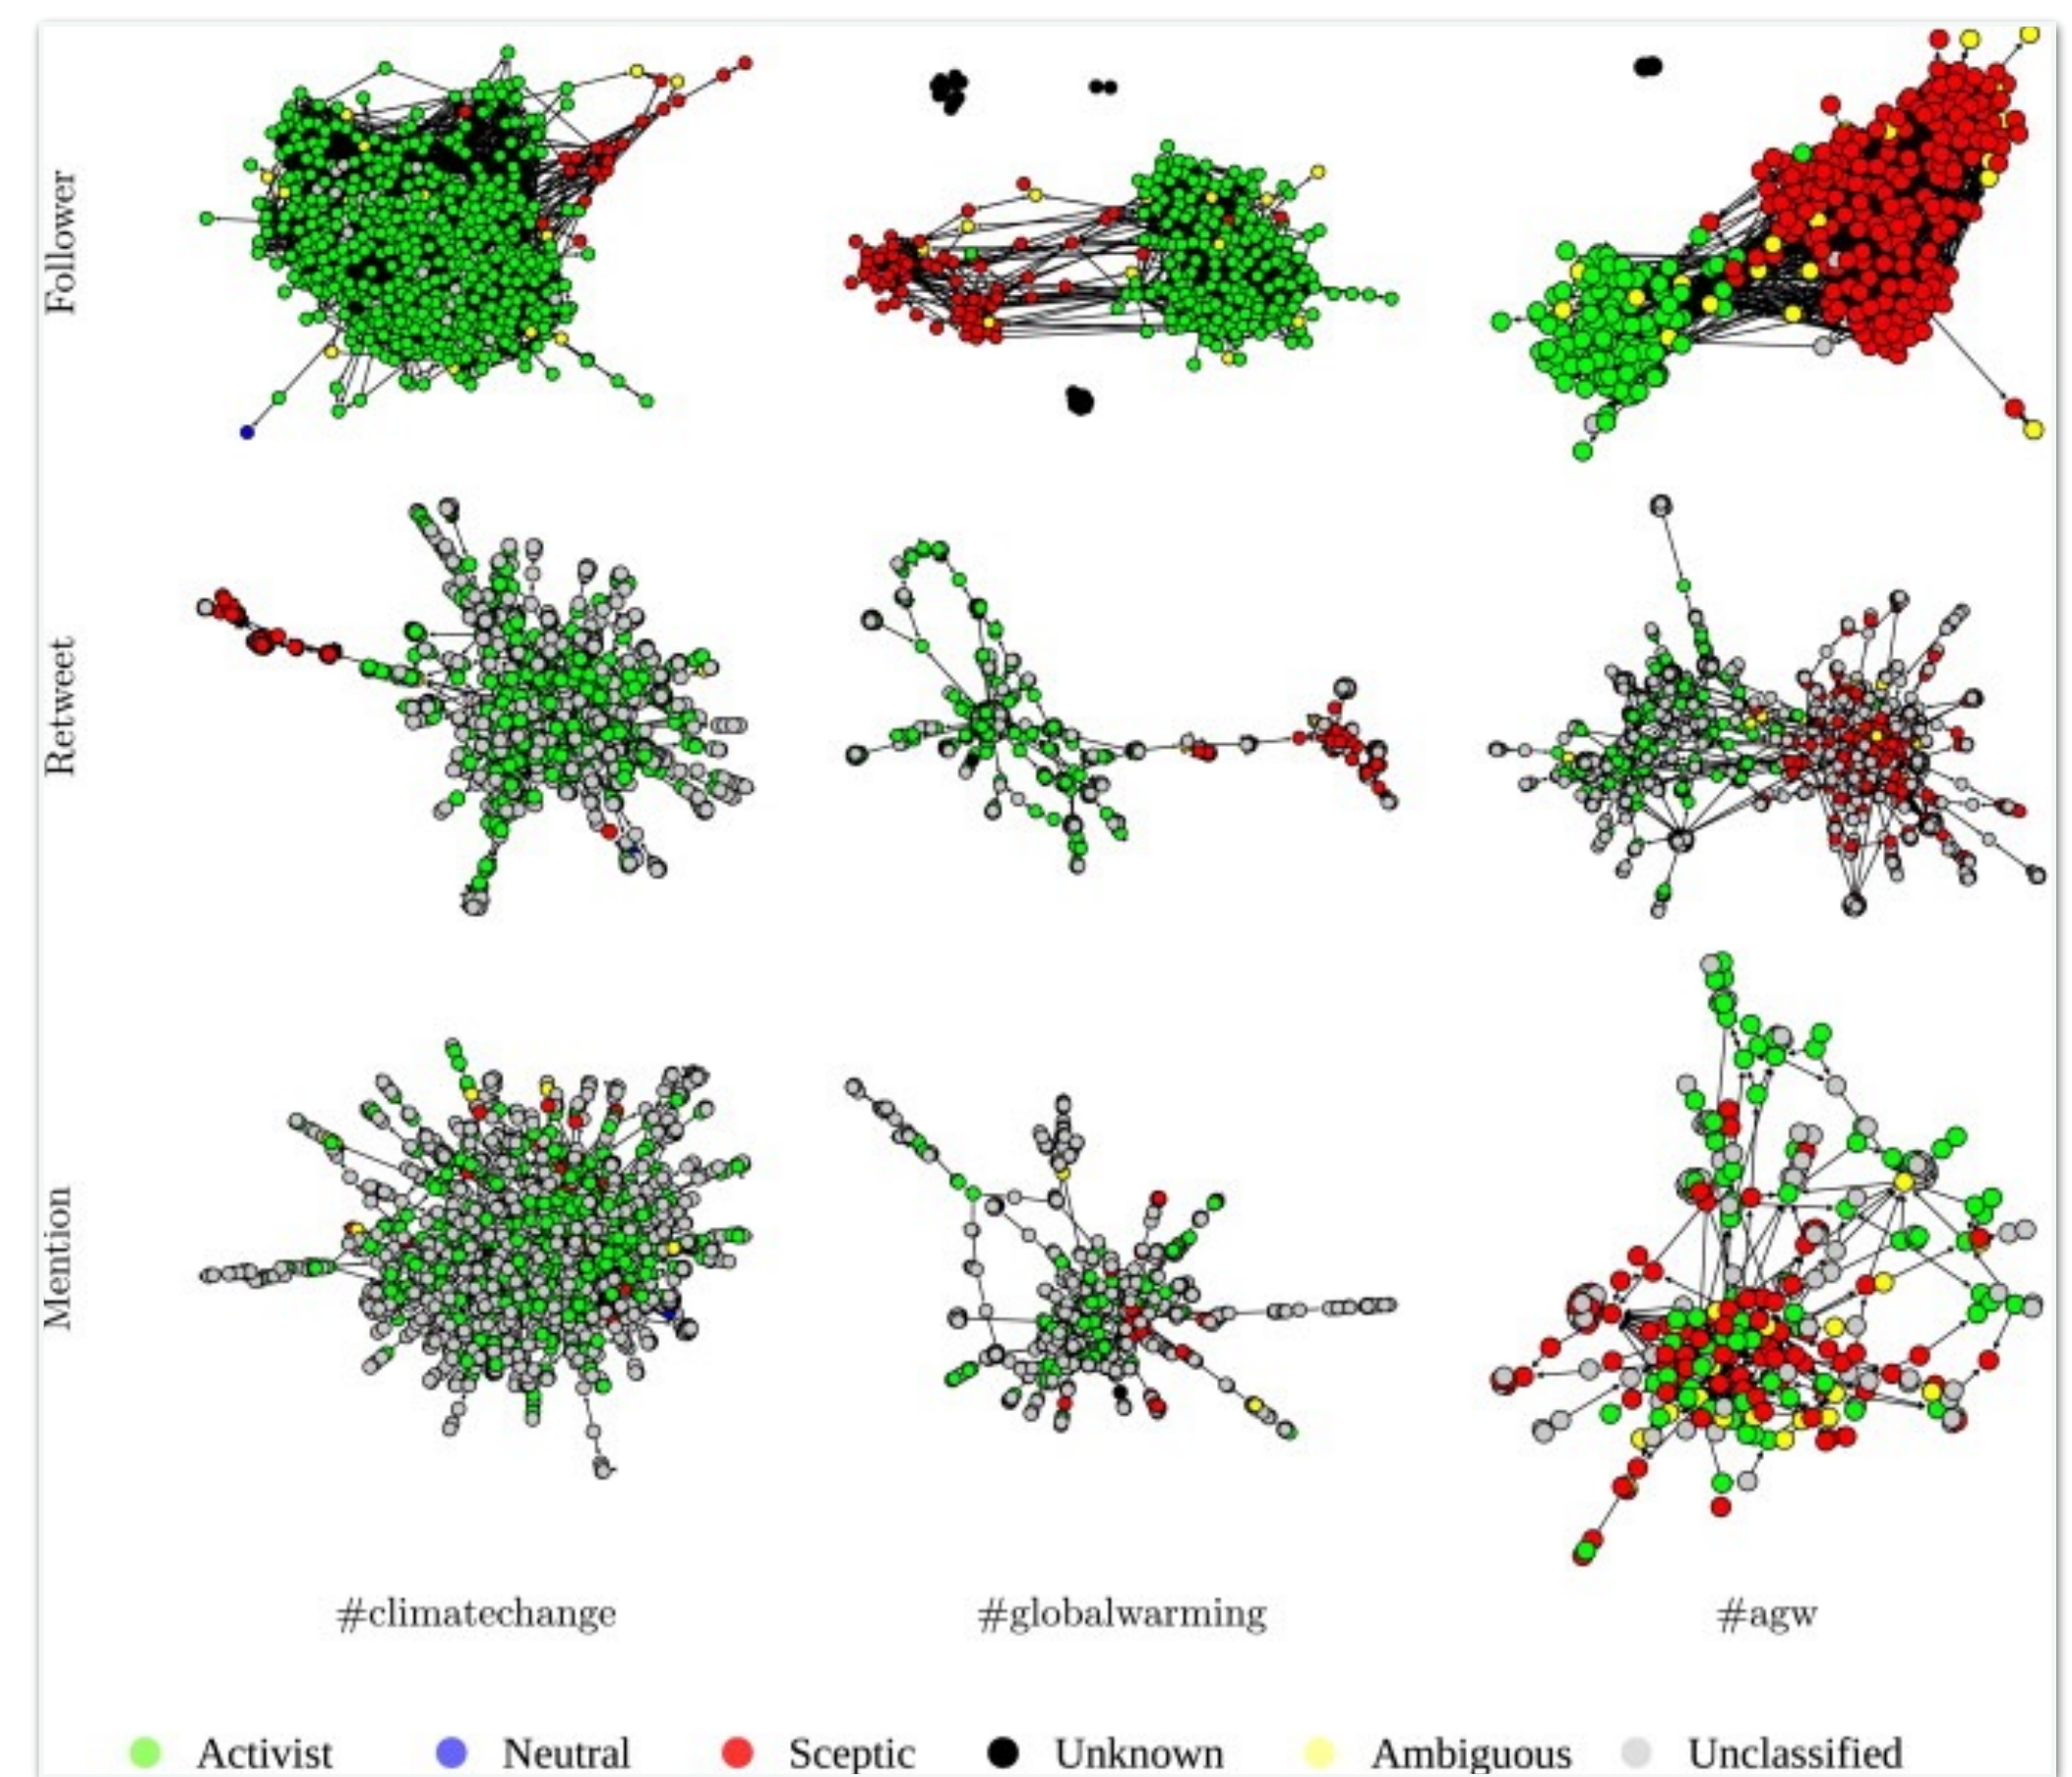 Follower
Retweet
Mention
#climatechange #globalwarming #agw
Activist Neutral Sceptic Unknown Ambiguous Unclassified